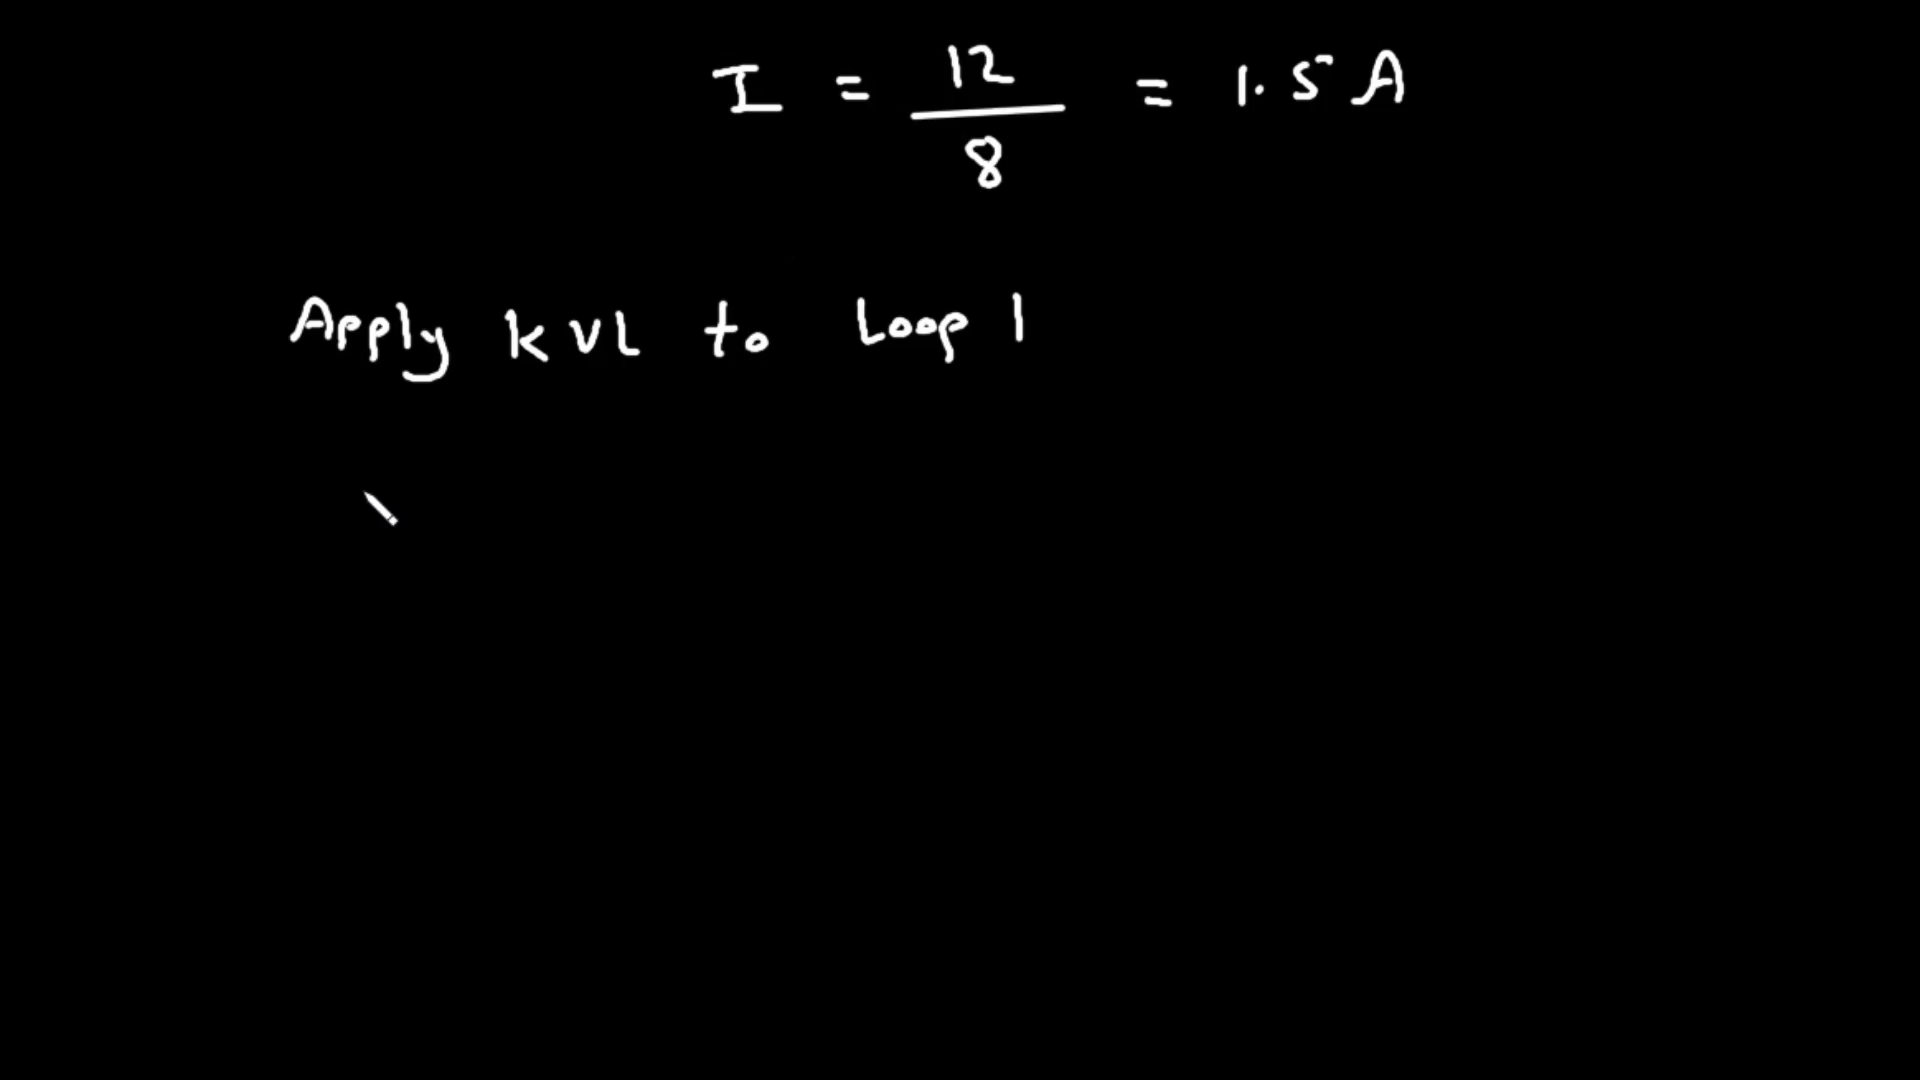 I = 12/8 = 1.5 A
Apply KVL to Loop 1